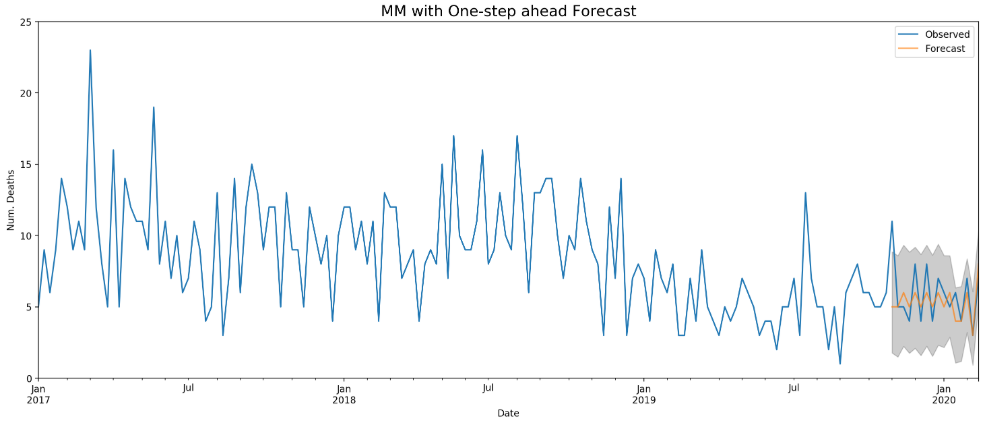 MM with One-step ahead Forecast
Observed
Forecast
25
20
15
10
5
0
Num. Deaths
Jan
2017
Jul
Jan
2018
Jul
Jan
2019
Jul
Jan
2020
Date